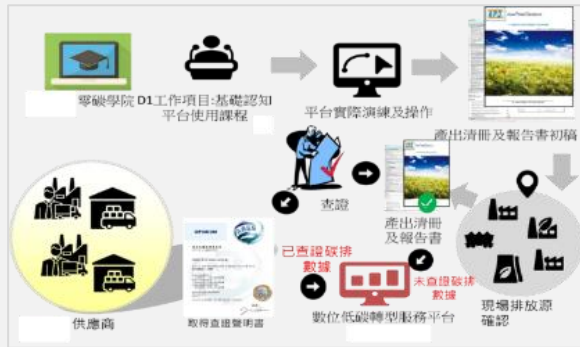 零碳學院 D1工作項目:基礎認知
平台使用課程
平台實際演練及操作
產出清冊及報告書初稿
查證
產出清冊
及報告書
已查證碳排
數據
未查證碳排
數據
現場排放源
確認
供應商
取得查證聲明書
數位低碳轉型服務平台